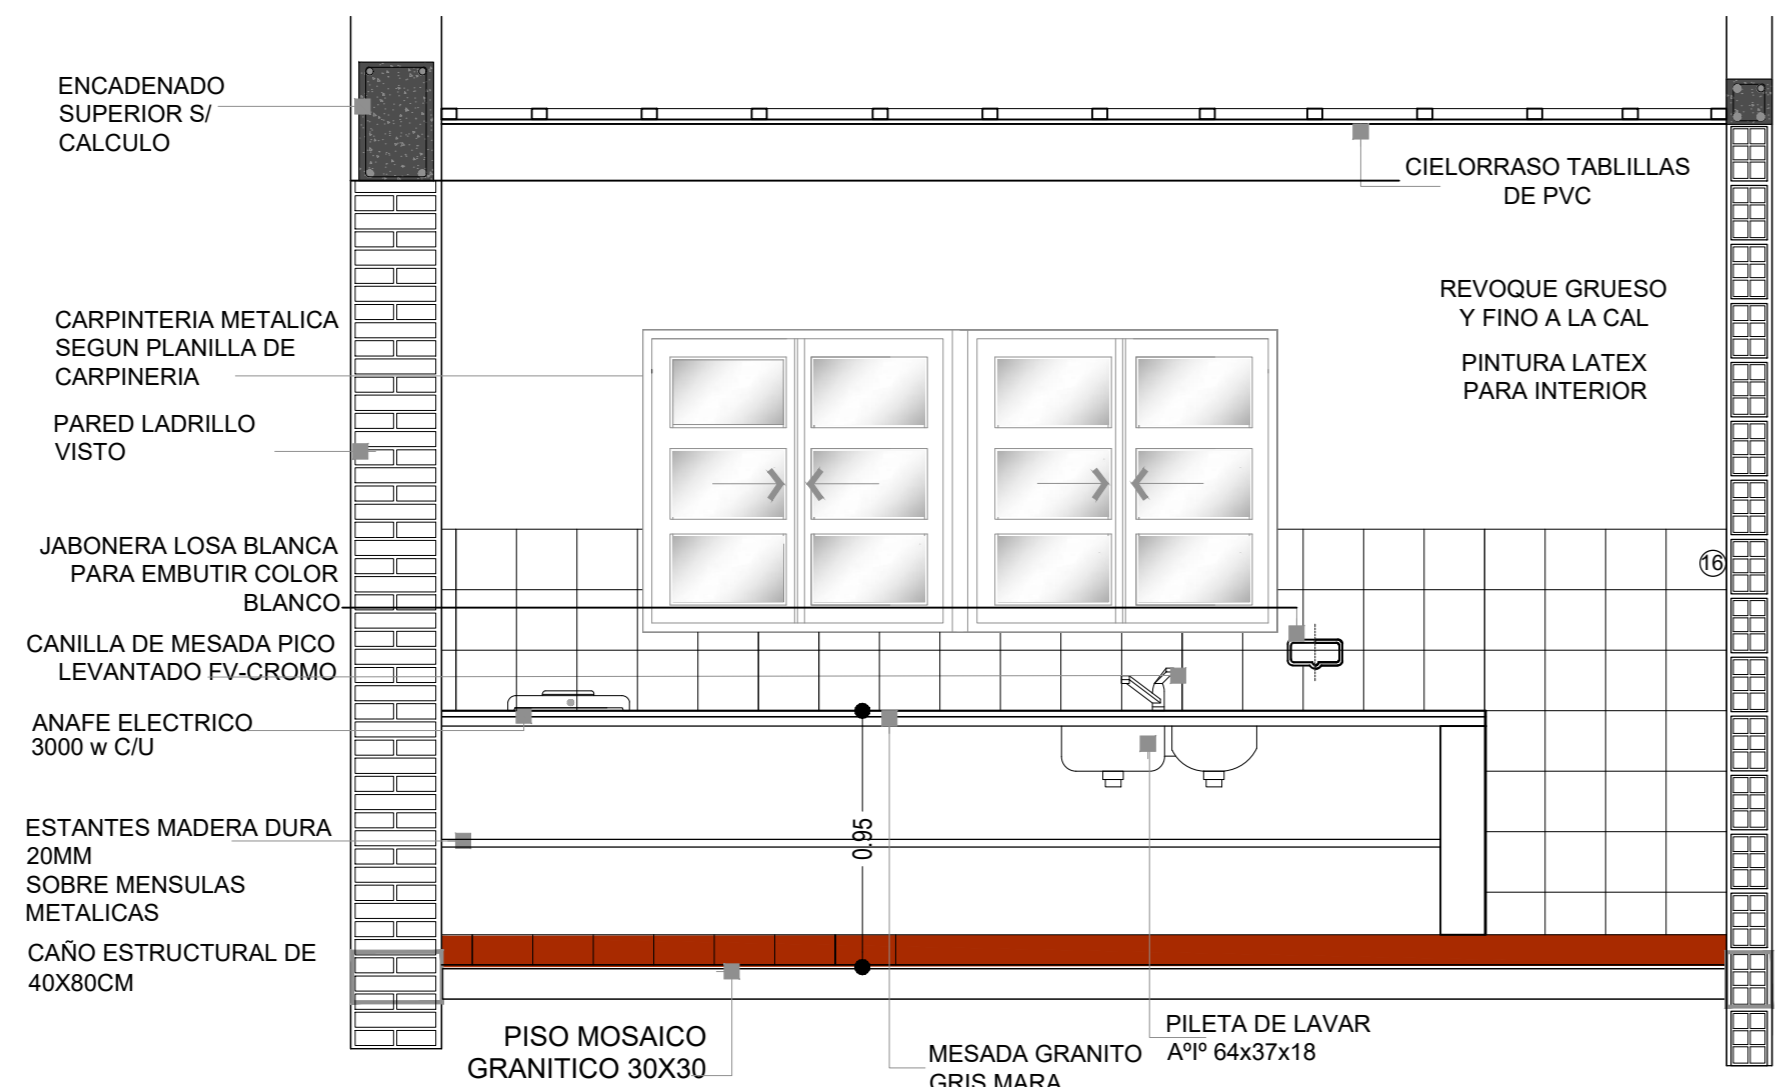 ENCADENADO
SUPERIOR S/
CALCULO
CIELORRASO TABLILLAS
DE PVC
REVOQUE GRUESO
Y FINO A LA CAL
PINTURA LATEX
PARA INTERIOR
CARPINTERIA METALICA
SEGUN PLANILLA DE
CARPINERIA
PARED LADRILLO
VISTO
JABONERA LOSA BLANCA
PARA EMBUTIR COLOR
BLANCO
16
CANILLA DE MESADA PICO
LEVANTADO FV-CROMO
ANAFE ELECTRICO
3000 w C/U
0.95
ESTANTES MADERA DURA
20MM
SOBRE MENSULAS
METALICAS
CAÑO ESTRUCTURAL DE
40X80CM
PISO MOSAICO
GRANITICO 30X30
MESADA GRANITO
GRIS MARA
PILETA DE LAVAR
AºIº 64x37x18